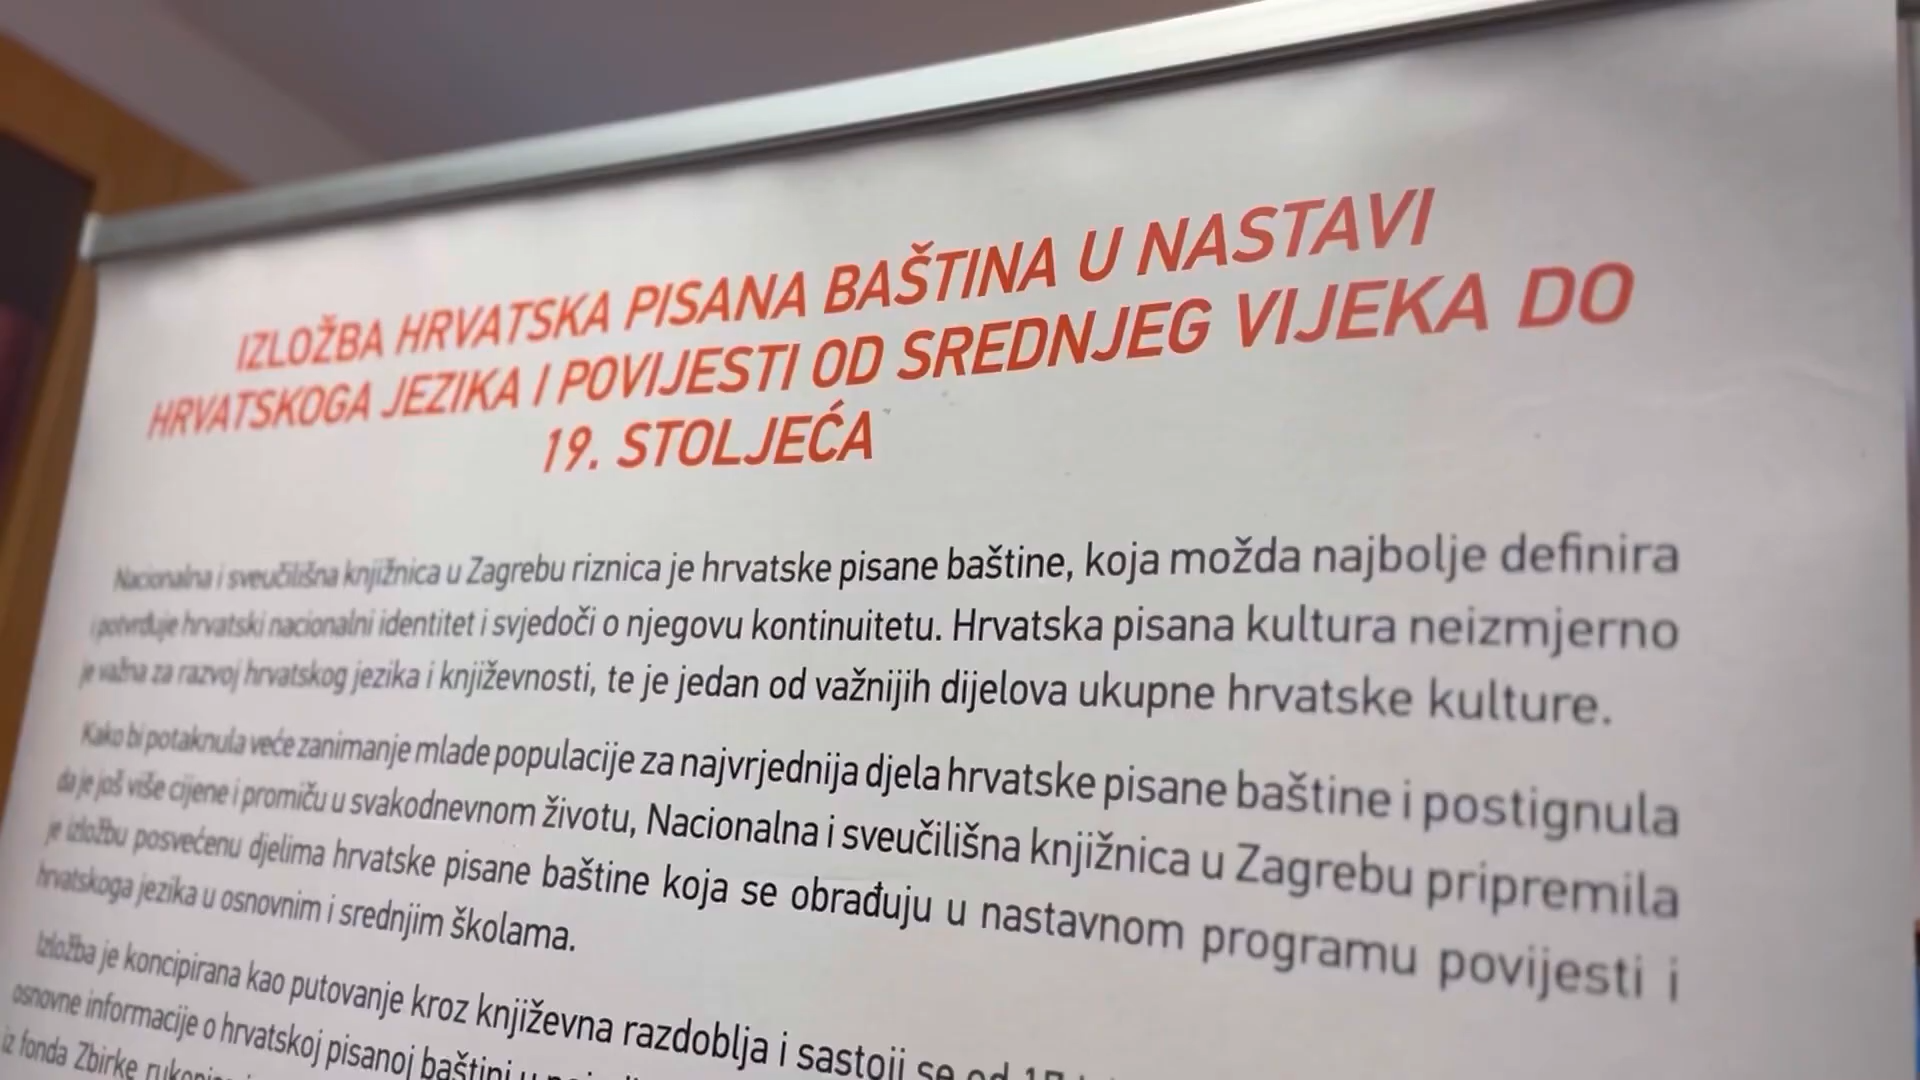 IZLOŽBA HRVATSKA PISANA BAŠTINA U NASTAVI
HRVATSKOGA JEZIKA I POVIJESTI OD SREDNJEG VIJEKA DO
19. STOLJEĆA
Nacionalna i sveučilišna knjižnica u Zagrebu riznica je hrvatske pisane baštine, koja možda najbolje definira
i potvrđuje hrvatski nacionalni identitet i svjedoči o njegovu kontinuitetu. Hrvatska pisana kultura neizmjerno
je važna za razvoj hrvatskog jezika i književnosti, te je jedan od važnijih dijelova ukupne hrvatske kulture.
Kako bi potaknula veće zanimanje mlade populacije za najvrjednija djela hrvatske pisane baštine i postignula
da je još više cijene i promiču u svakodnevnom životu, Nacionalna i sveučilišna knjižnica u Zagrebu pripremila
je izložbu posvećenu djelima hrvatske pisane baštine koja se obrađuju u nastavnom programu povijesti i
hrvatskoga jezika u osnovnim i srednjim školama.
Izložba je koncipirana kao putovanje kroz književna razdoblja i sastoji se od
osnovne informacije o hrvatskoj pisanoj baštini u
iz fonda Zbirke